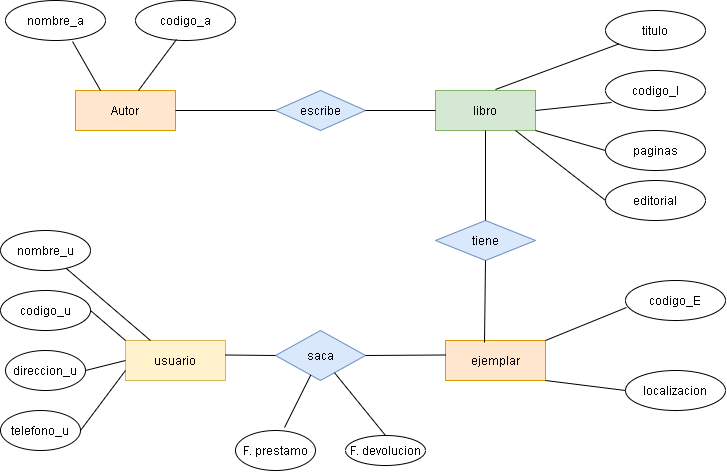 nombre_a
codigo_a
titulo
codigo_l
Autor
escribe
libro
paginas
editorial
tiene
nombre_u
codigo_u
direccion_u
telefono_u
usuario
saca
ejemplar
codigo_E
localizacion
F. prestamo
F. devolucion